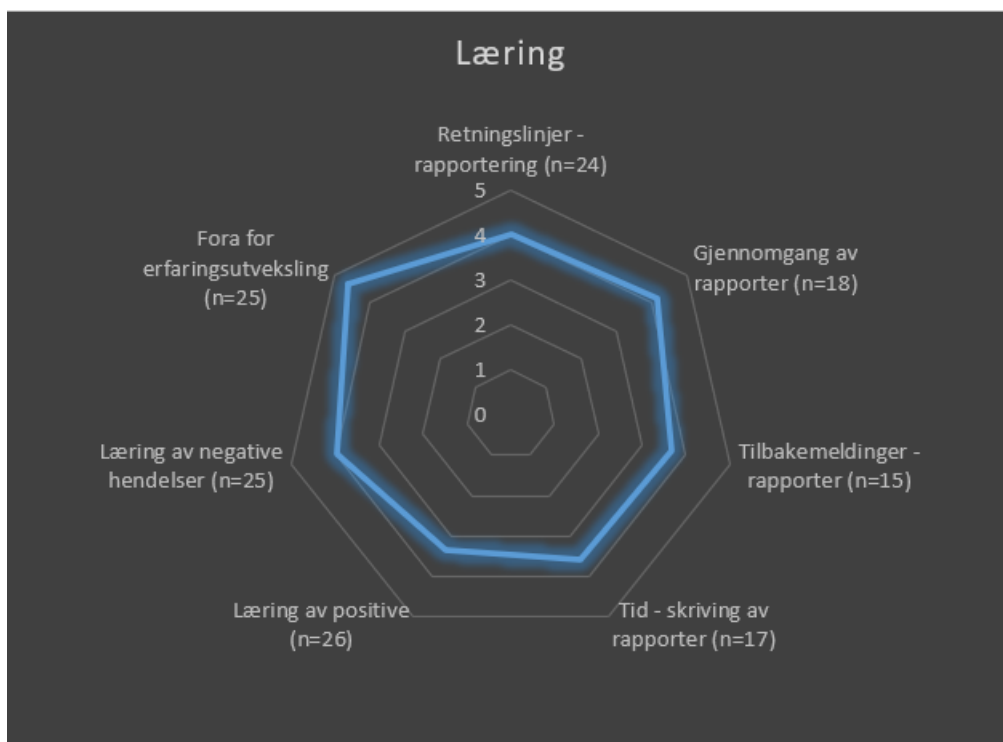 Læring
Retningslinjer -
rapportering (n=24)
Gjennomgang av
rapporter (n=18)
Tilbakemeldinger -
rapporter (n=15)
Tid - skriving av
rapporter (n=17)
Læring av positive
(n=26)
Læring av negative
hendelser (n=25)
Fora for
erfaringsutveksling
(n=25)
5
4
3
2
1
0